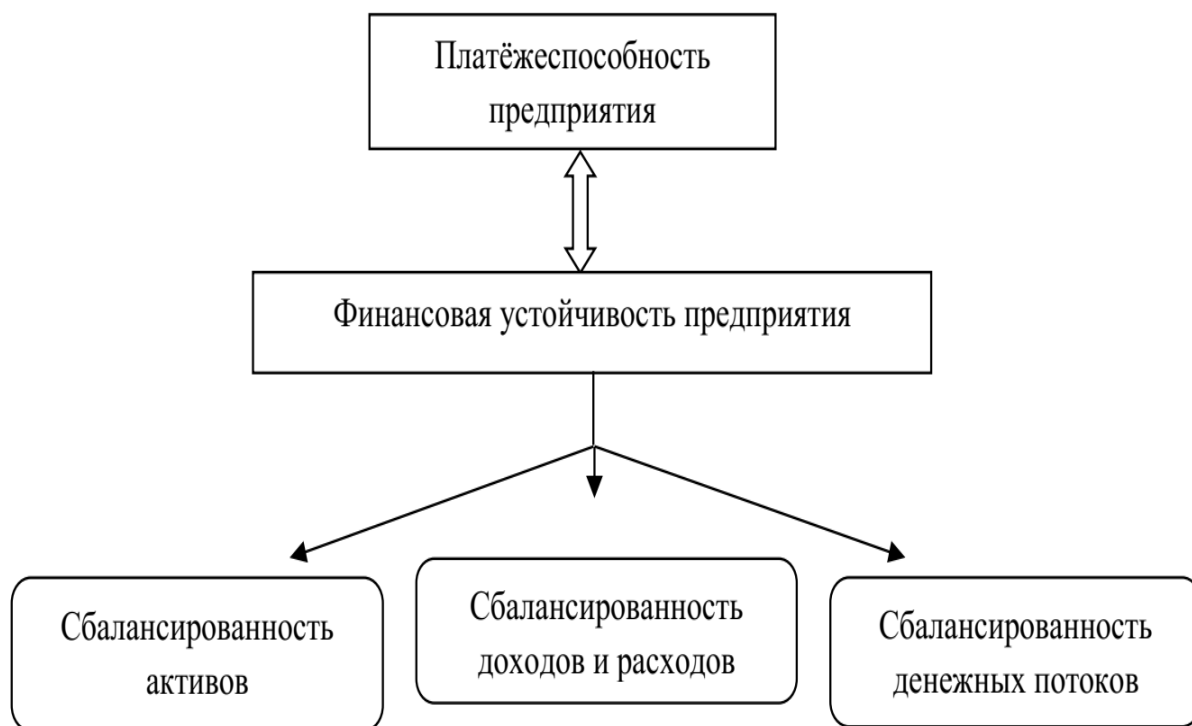 Платёжеспособность
предприятия
Финансовая устойчивость предприятия
Сбалансированность
активов
Сбалансированность
доходов и расходов
Сбалансированность
денежных потоков